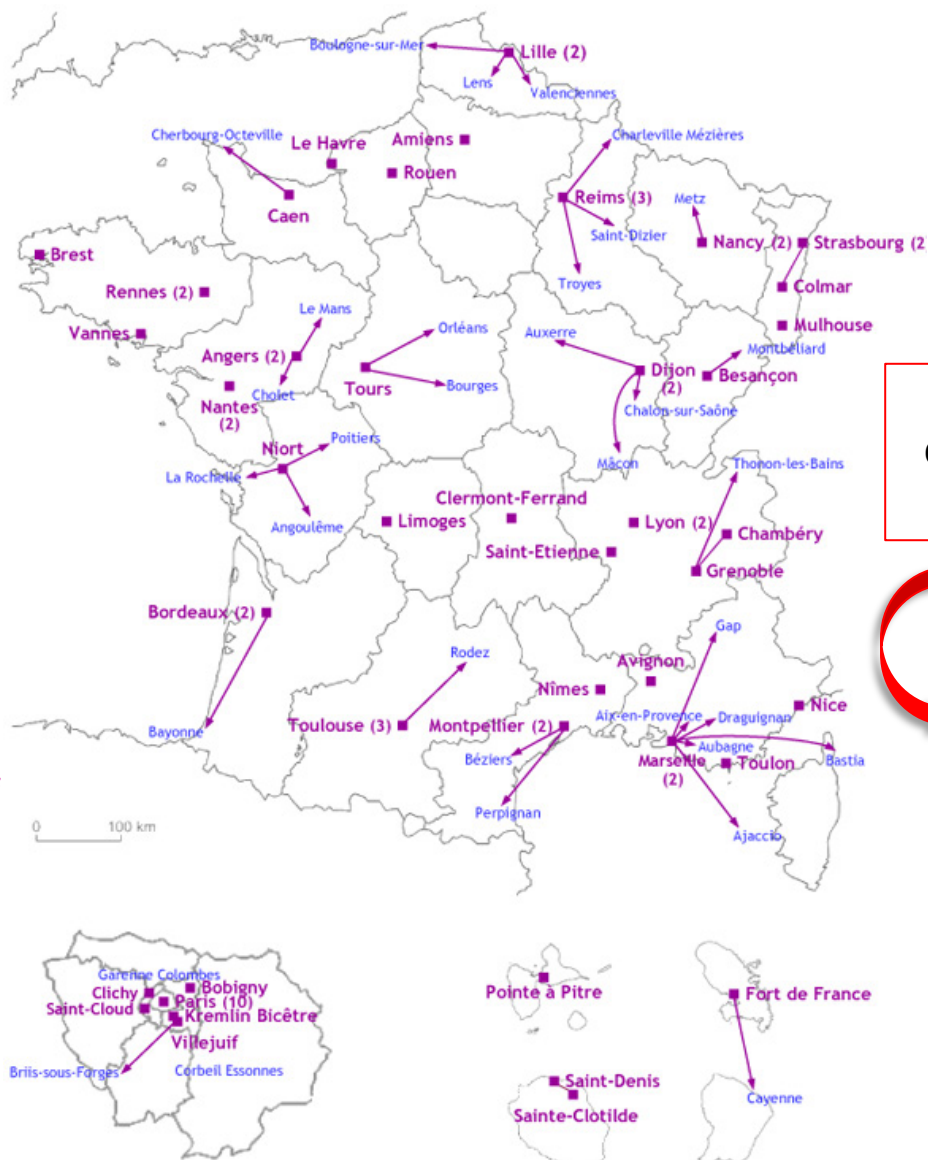 Boulogne-sur-Mer
Lille (2)
Lens
Valenciennes
Cherbourg-Octeville
Le Havre
Amiens
Charleville Mézières
Rouen
Caen
Reims (3)
Metz
Saint-Dizier
Nancy (2)
Strasbourg (2)
Brest
Troyes
Rennes (2)
Colmar
Le Mans
Vannes
Orléans
Auxerre
Mulhouse
Montbéliard
Angers (2)
Tours
Dijon
(2)
Besançon
Cholet
Bourges
Nantes
(2)
Chalon-sur-Saône
Niort
Poitiers
Mâcon
Thonon-les-Bains
La Rochelle
Clermont-Ferrand
Angoulême
Limoges
Lyon (2)
Chambéry
Saint-Etienne
Grenoble
Bordeaux (2)
Gap
Rodez
Avignon
Nîmes
Nice
Bayonne
Toulouse (3)
Montpellier (2)
Aix-en-Provence
Draguignan
Aubagne
Béziers
Marseille
(2)
Toulon
Bastia
Perpignan
Ajaccio
0
100 km
Garenne Colombes
Clichy
Bobigny
Paris (10)
Saint-Cloud
Kremlin Bicêtre
Villejuif
Briis-sous-Forges
Corbeil Essonnes
Pointe à Pitre
Fort de France
Saint-Denis
Sainte-Clotilde
Cayenne